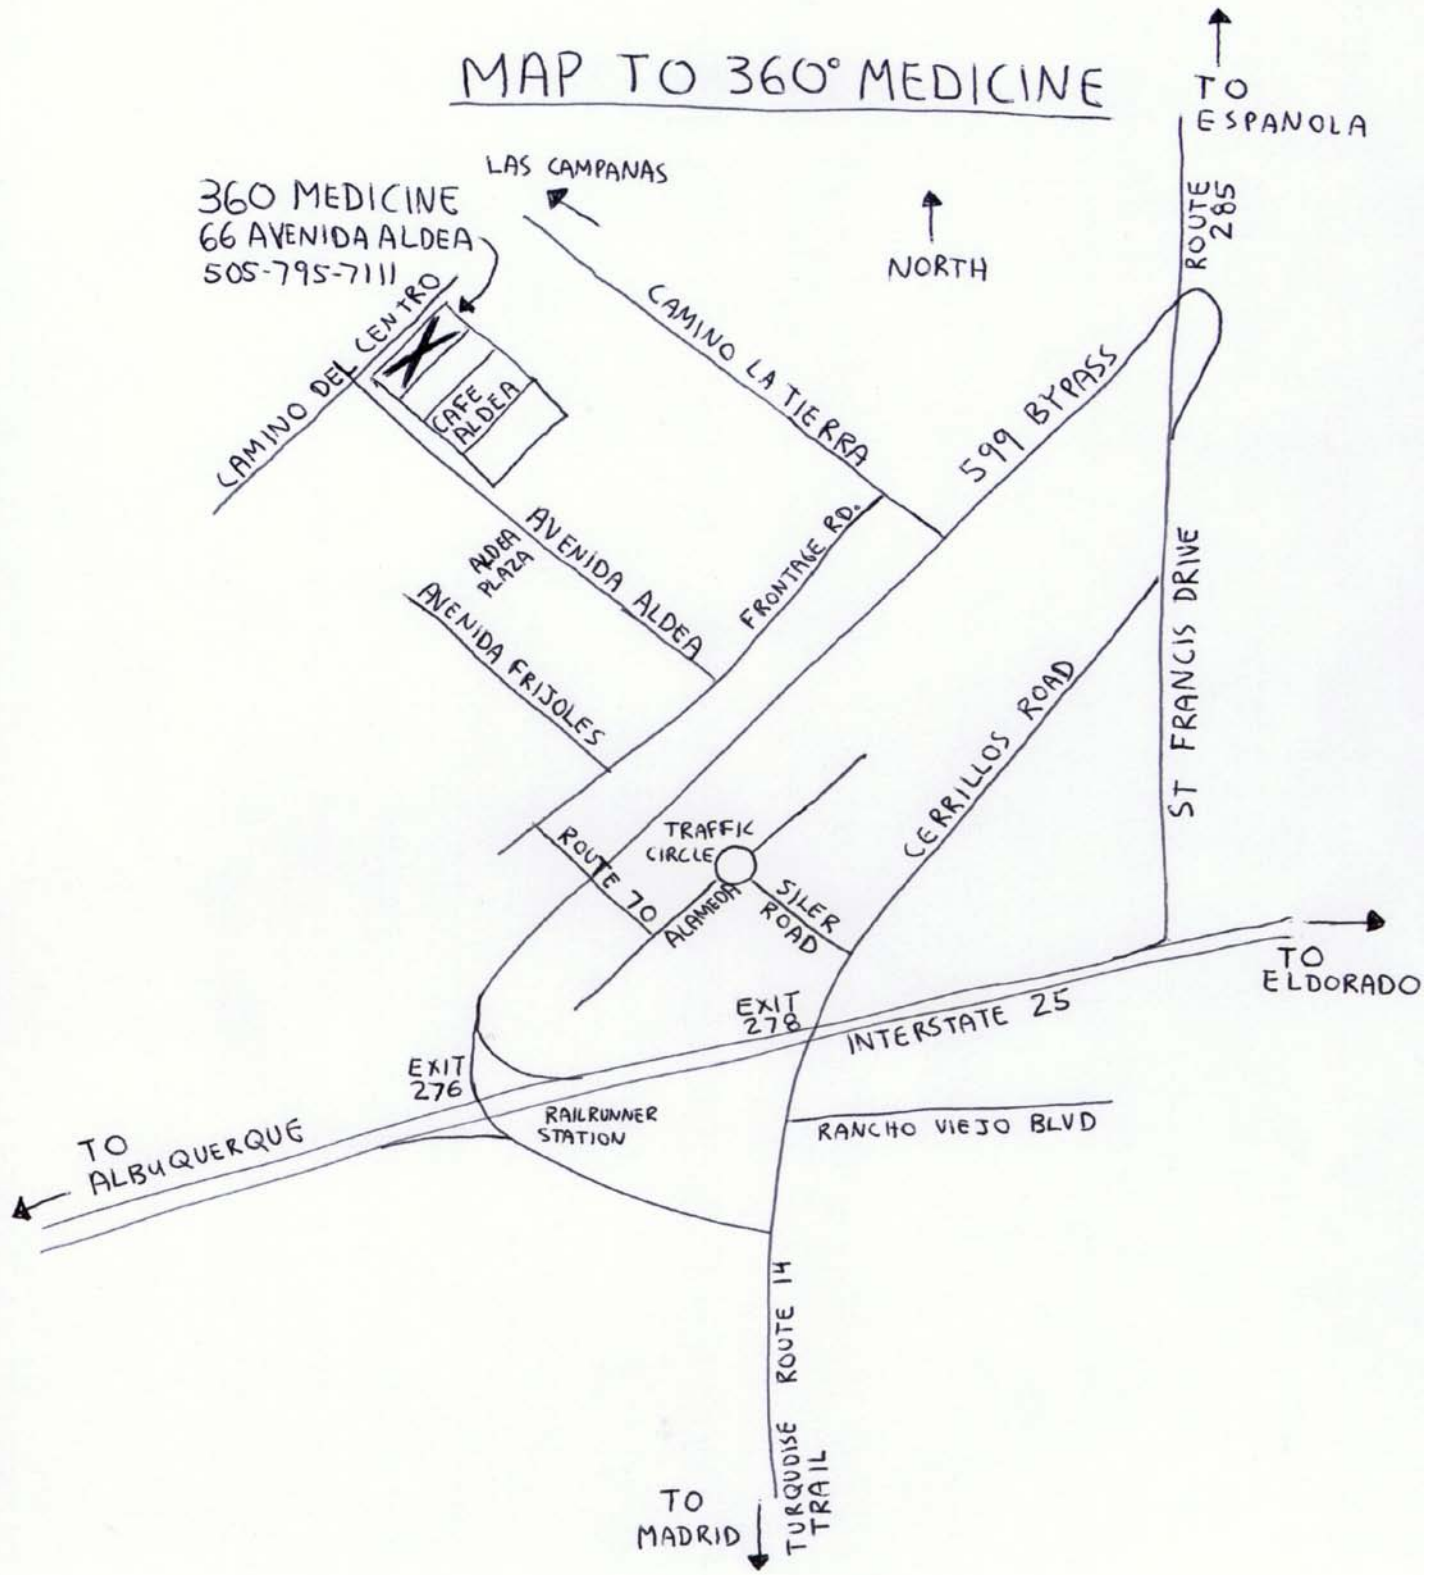 MAP TO 360° MEDICINE
TO
ESPANOLA
LAS CAMPANAS
360 MEDICINE
66 AVENIDA ALDEA
505-795-7111
NORTH
ROUTE
285
CAMINO DEL CENTRO
CAMINO LA TIERRA
599 BYPASS
CAFE
ALDEA
FRONTAGE RD.
AVENIDA ALDEA
ALDEA
PLAZA
AVENIDA FRIJOLES
ST FRANCIS DRIVE
CERRILLOS ROAD
TRAFFIC
CIRCLE
ROUTE 70
ALAMEDA
SILER
ROAD
TO
ELDORADO
EXIT
278
INTERSTATE 25
EXIT
276
RAILRUNNER
STATION
RANCHO VIEJO BLVD
TO
ALBUQUERQUE
ROUTE 14
TURQUOISE
TRAIL
TO
MADRID